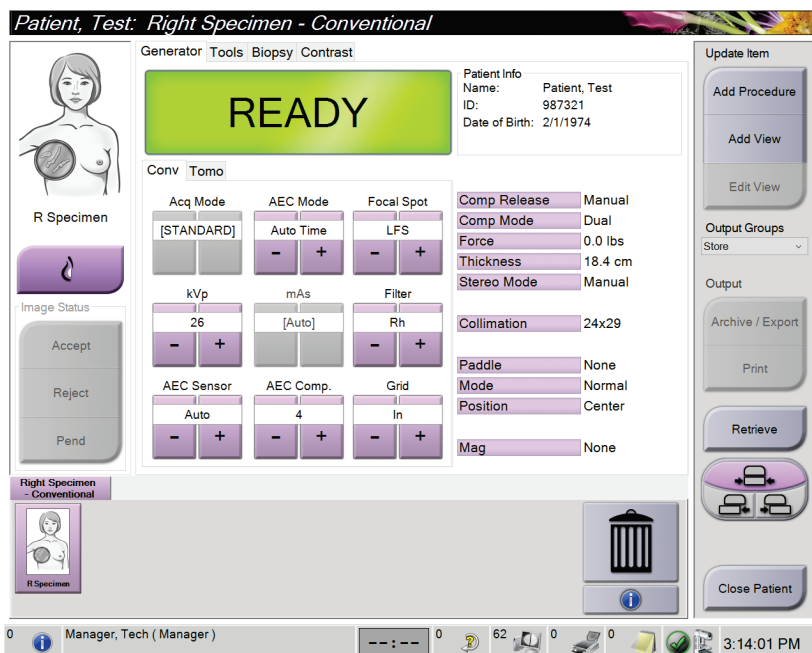 Patient, Test: Right Specimen - Conventional
Generator Tools Biopsy Contrast
READY
Patient Info
Name: Patient, Test
ID: 987321
Date of Birth: 2/1/1974
R Specimen
Image Status
Accept
Reject
Pend
Conv Tomo
Acq Mode AEC Mode Focal Spot
[STANDARD] Auto Time LFS
- + - +
kVp mAs Filter
26 [Auto] Rh
- + - +
AEC Sensor AEC Comp. Grid
Auto 4 In
- + - + - +
Comp Release Manual
Comp Mode Dual
Force 0.0 lbs
Thickness 18.4 cm
Stereo Mode Manual
Collimation 24x29
Paddle None
Mode Normal
Position Center
Mag None
Update Item
Add Procedure
Add View
Edit View
Output Groups
Store
Output
Archive / Export
Print
Retrieve
Close Patient
Right Specimen
- Conventional
R Specimen
0 Manager, Tech ( Manager ) --:-- 0 62 0 0 3:14:01 PM